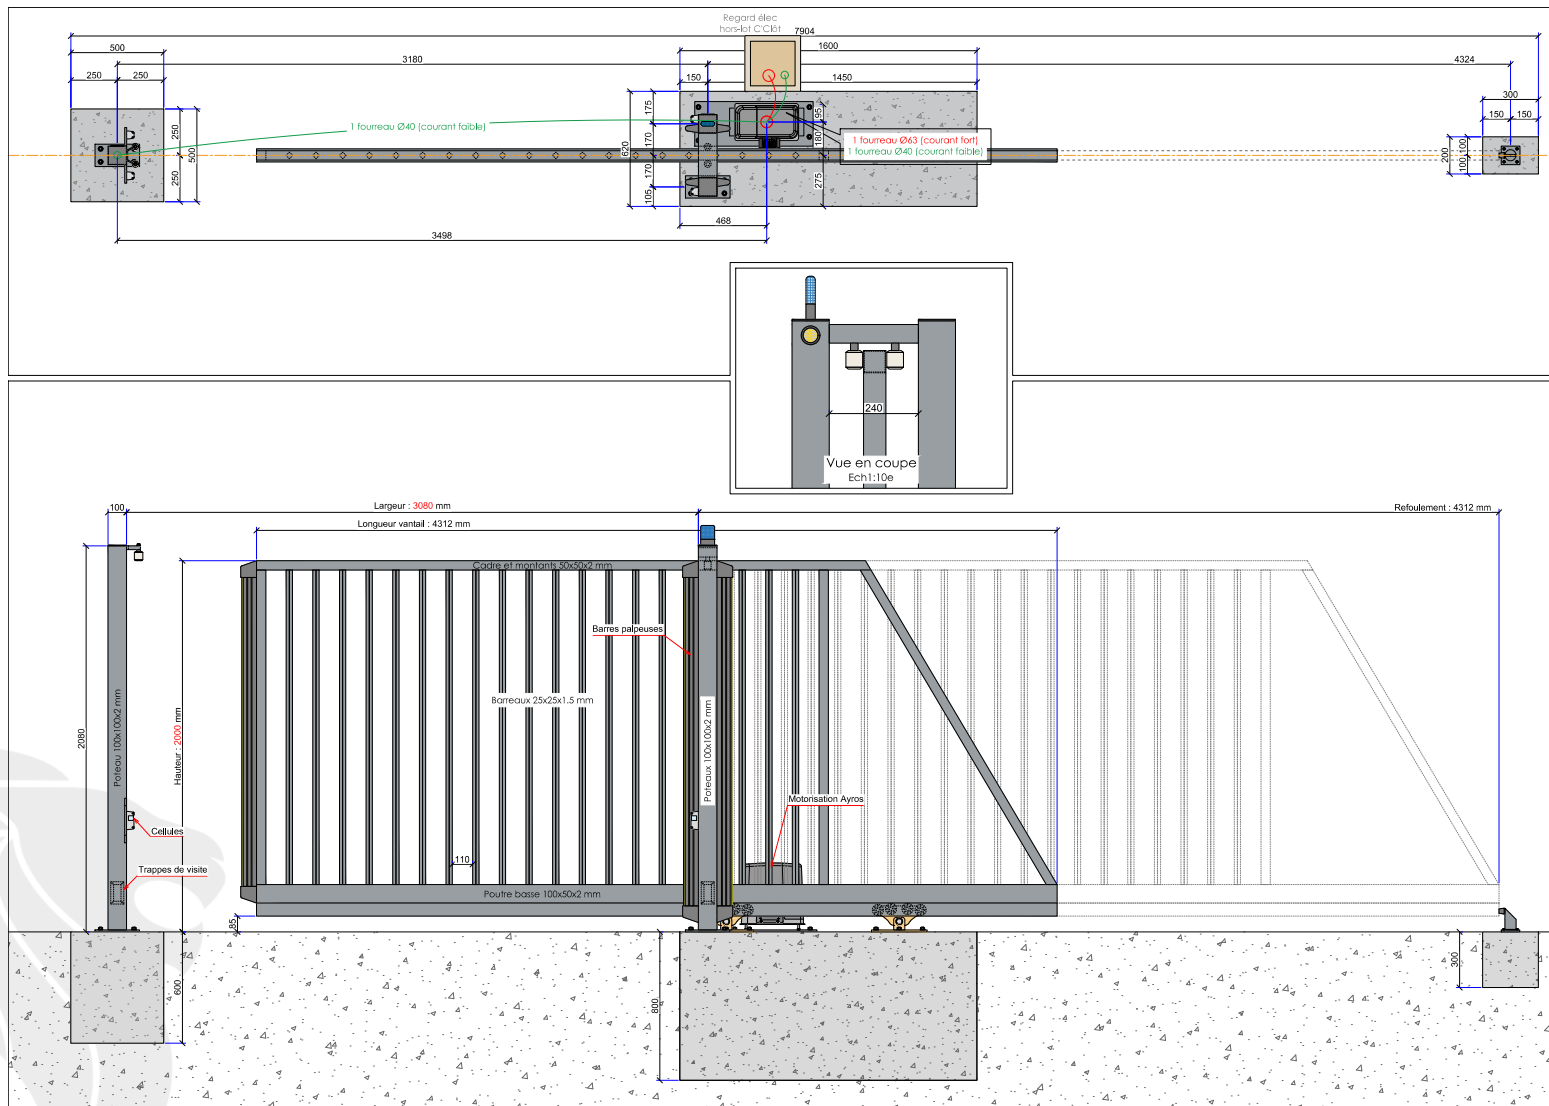 Regard élec
hors-lot C'Clôt
7904
500
1600
3180
4324
250
250
150
1450
300
150
150
175
95
1 fourreau Ø40 (courant faible)
250
500
250
620
170
170
105
180
275
1 fourreau Ø63 (courant fort)
1 fourreau Ø40 (courant faible)
200
100
100
468
3498
240
Vue en coupe
Ech1:10e
100
Largeur : 3080 mm
Refoulement : 4312 mm
Longueur vantail : 4312 mm
Cadre et montants 50x50x2 mm
Barres palpeuses
Barreaux 25x25x1.5 mm
Poteau 100x100x2 mm
Poteaux 100x100x2 mm
2080
Hauteur : 2000 mm
Motorisation Ayros
Cellules
110
Trappes de visite
Poutre basse 100x50x2 mm
85
600
800
300